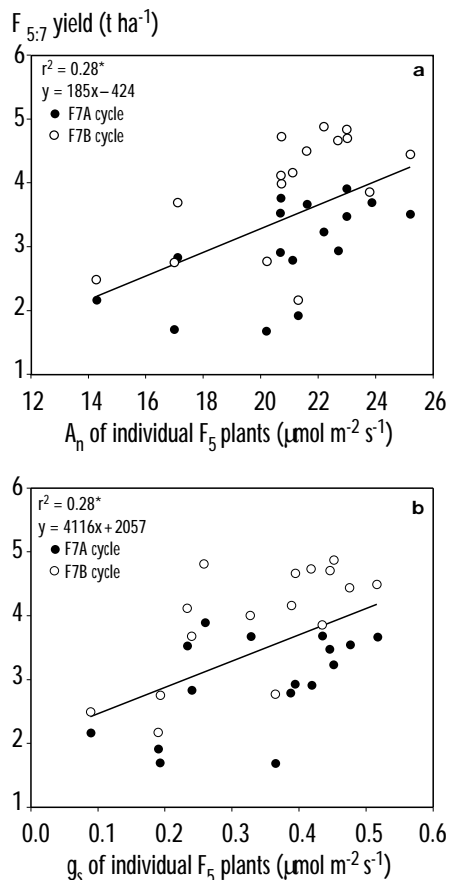 F 5:7 yield (t ha-1)
6
r2 = 0.28*
a
y = 185x – 424
F7A cycle
F7B cycle
5
4
3
2
1
12 14 16 18 20 22 24 26
An of individual F5 plants (μmol m-2 s-1)
6
r2 = 0.28*
b
y = 4116x + 2057
F7A cycle
F7B cycle
5
4
3
2
1
0.0 0.1 0.2 0.3 0.4 0.5 0.6
gs of individual F5 plants (μmol m-2 s-1)